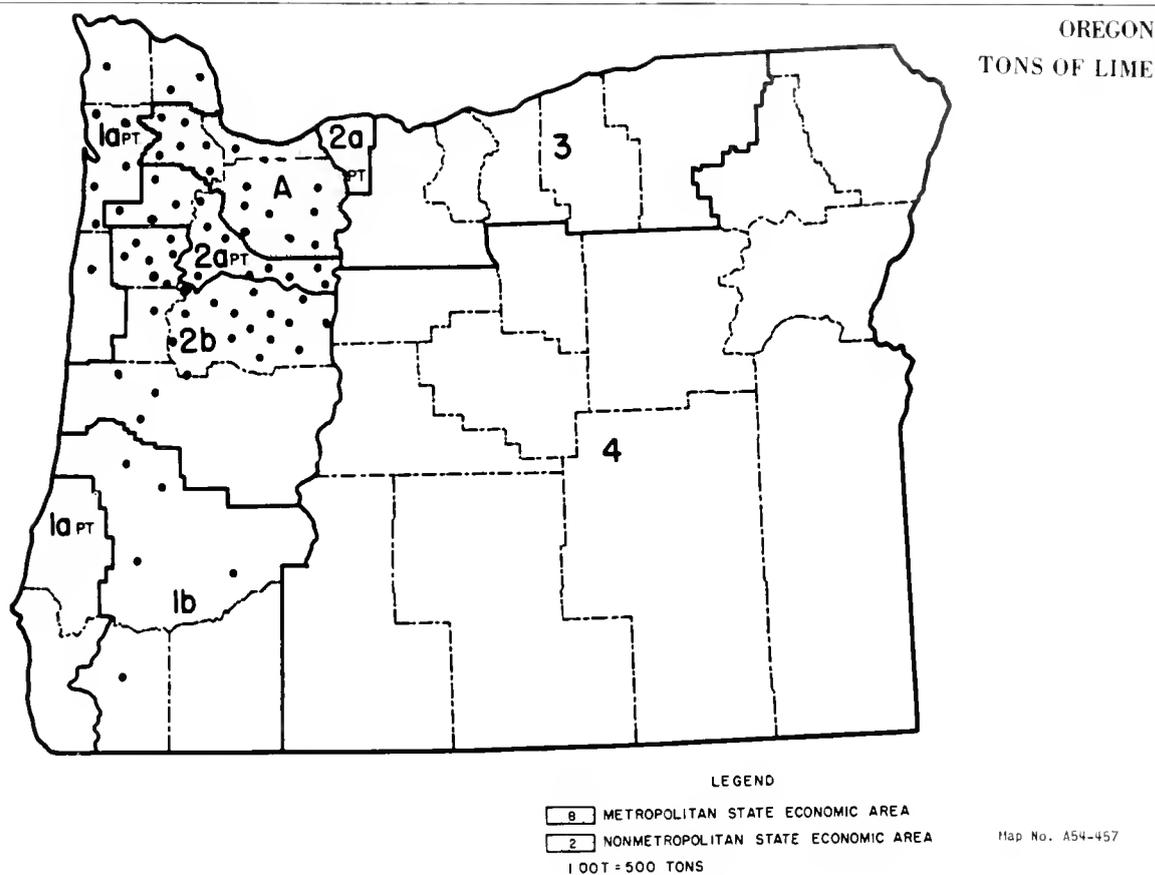 OREGON
TONS OF LIME
1a PT
2a
PT
3
A
2a PT
2b
4
1a PT
1b
LEGEND
8 METROPOLITAN STATE ECONOMIC AREA
2 NONMETROPOLITAN STATE ECONOMIC AREA
1 DOT = 500 TONS
Map No. A54-457